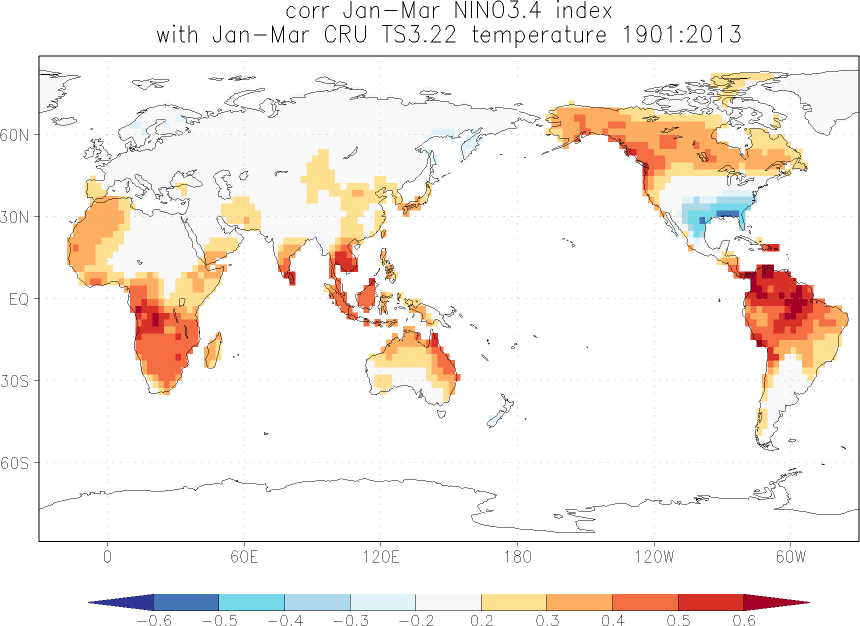 corr Jan-Mar NINO3.4 index
with Jan-Mar CRU TS3.22 temperature 1901:2013
60N
30N
EQ
30S
60S
0 60E 120E 180 120W 60W
-0.6 -0.5 -0.4 -0.3 -0.2 0.2 0.3 0.4 0.5 0.6